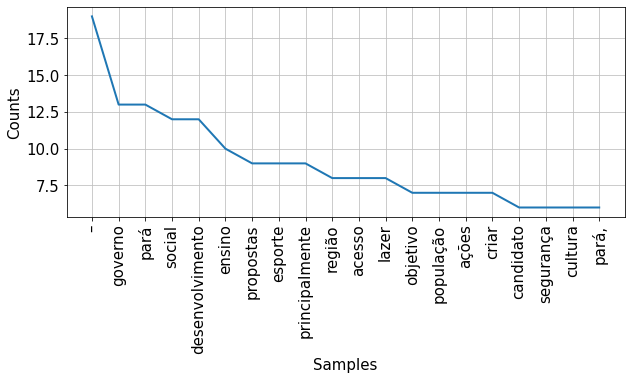 17.5
15.0
12.5
10.0
7.5
Counts
–
governo
pará
social
desenvolvimento
ensino
propostas
esporte
principalmente
região
acesso
lazer
objetivo
população
ações
criar
candidato
segurança
cultura
pará,
Samples